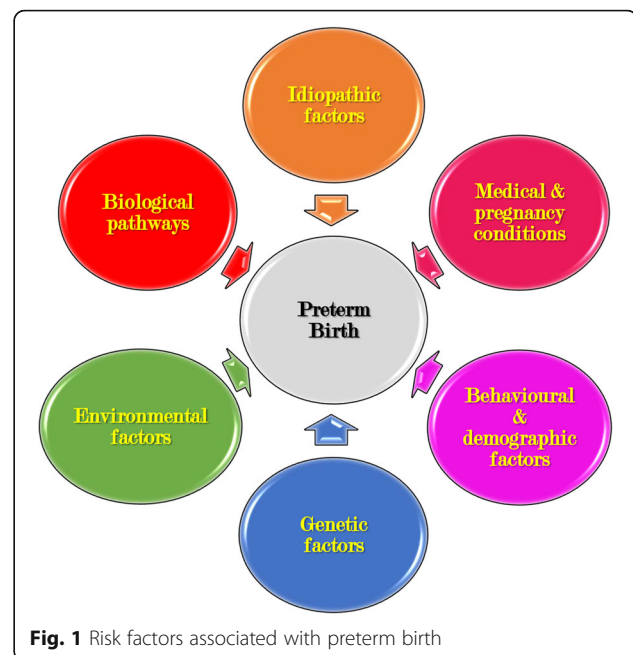 Idiopathic
factors
Biological
pathways
Medical &
pregnancy
conditions
Preterm
Birth
Environmental
factors
Behavioural
&
demographic
factors
Genetic
factors
Fig. 1 Risk factors associated with preterm birth